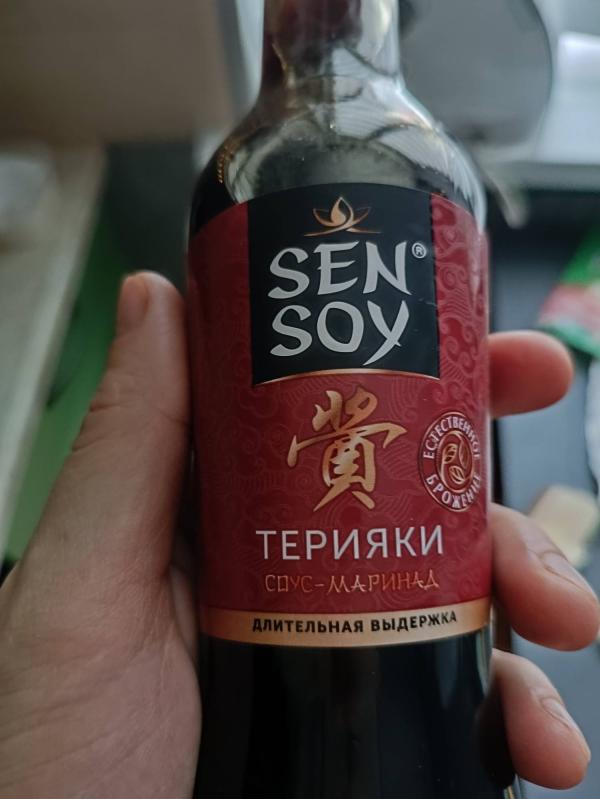 SEN®
SOY
賞
ЕСТЕСТВЕННОЕ
БРОЖЕНИЕ
ТЕРИЯКИ
СОУС-МАРИНАД
ДЛИТЕЛЬНАЯ ВЫДЕРЖКА